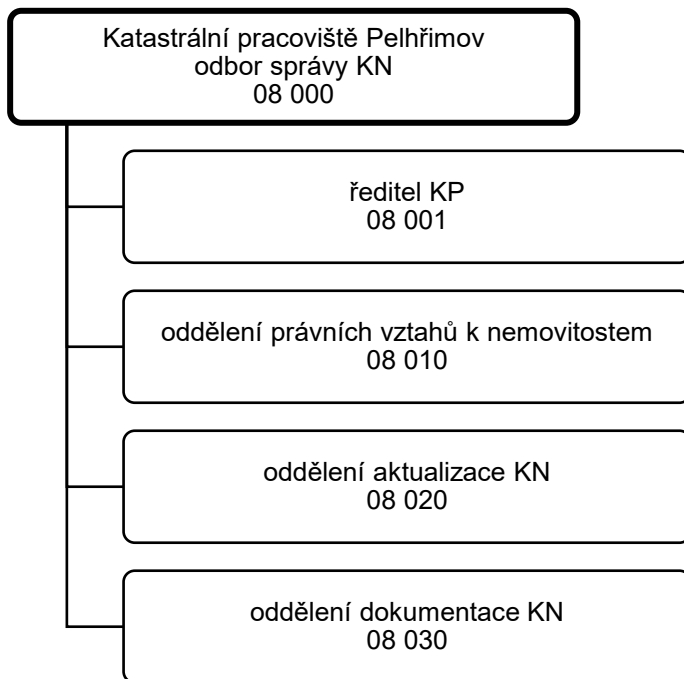 Katastrální pracoviště Pelhřimov
odbor správy KN
08 000
ředitel KP
08 001
oddělení právních vztahů k nemovitostem
08 010
oddělení aktualizace KN
08 020
oddělení dokumentace KN
08 030